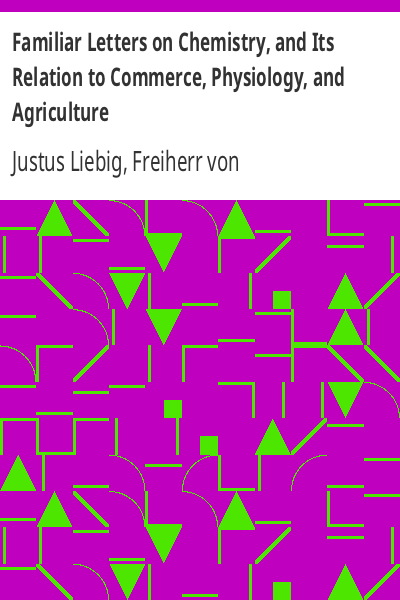 Familiar Letters on Chemistry, and Its
Relation to Commerce, Physiology, and
Agriculture
Justus Liebig, Freiherr von